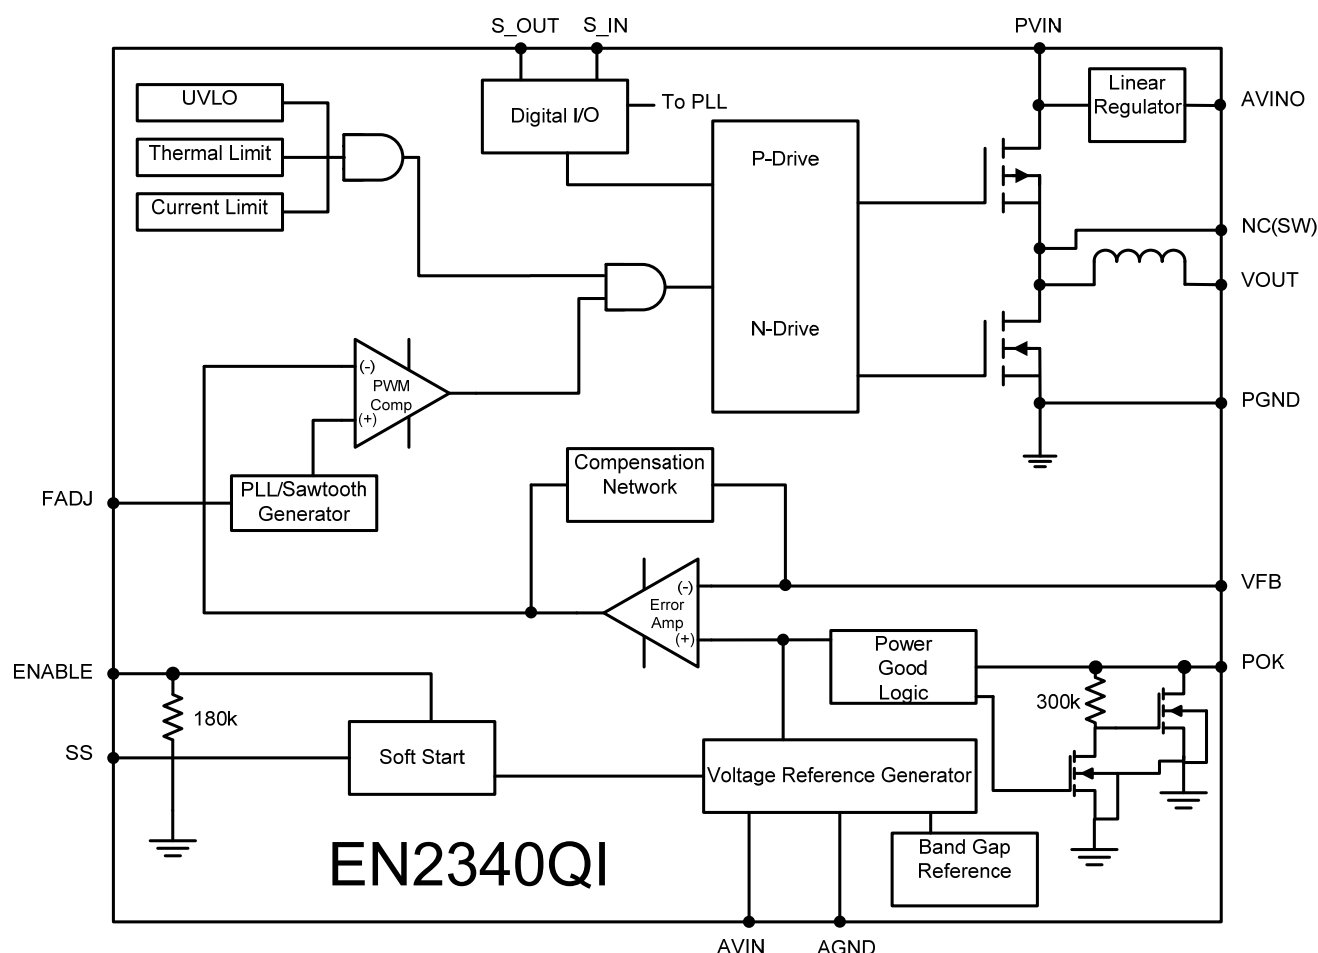 S_OUT
S_IN
PVIN
UVLO
Thermal Limit
Current Limit
Digital I/O
To PLL
P-Drive
N-Drive
Linear
Regulator
AVINO
NC(SW)
VOUT
PGND
(-)
PWM
Comp
(+)
FADJ
PLL/Sawtooth
Generator
Compensation
Network
(-)
Error
Amp
(+)
VFB
ENABLE
180k
SS
Soft Start
Power
Good
Logic
POK
300k
Voltage Reference Generator
Band Gap
Reference
EN2340QI
AVIN
AGND